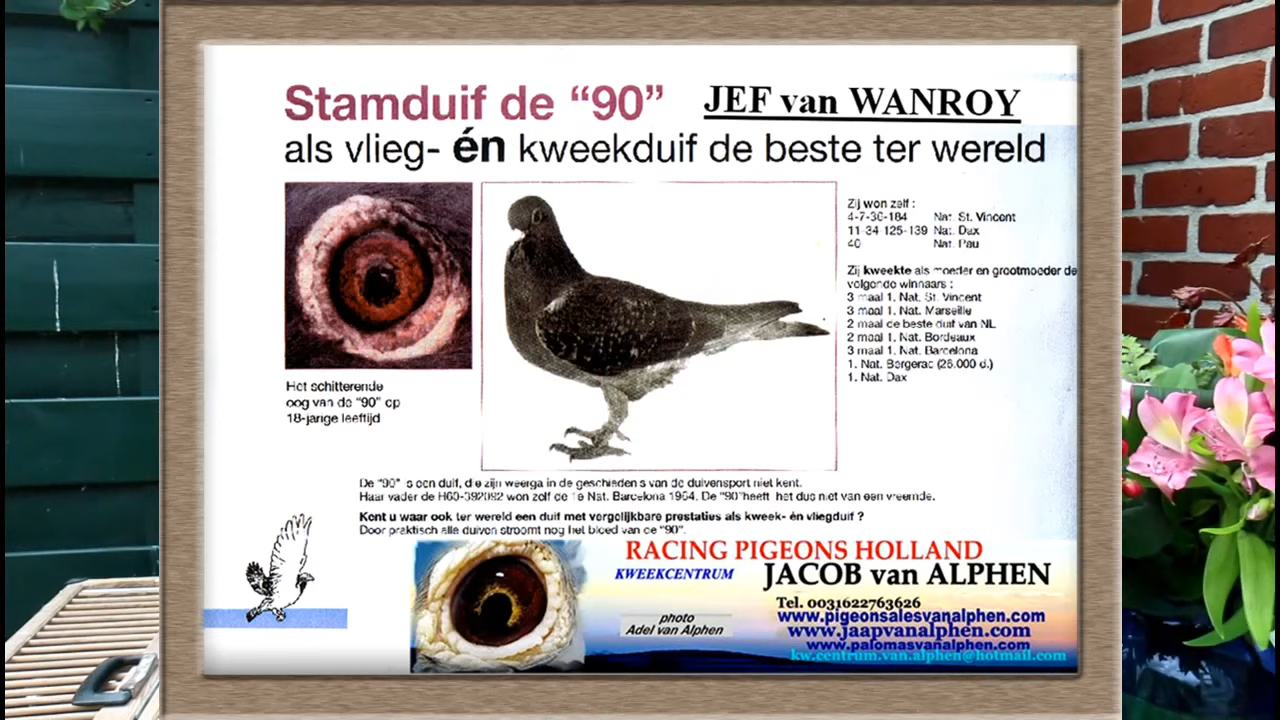 Stamduif de “90” JEF van WANROY
als vlieg- én kweekduif de beste ter wereld
Zij won zelf :
4-7-36-184 Nat. St. Vincent
11-34-125-139 Nat. Dax
40 Nat. Pau
Zij kweekte als moeder en grootmoeder de
volgende winnaars :
3 maal 1. Nat. St. Vincent
3 maal 1. Nat. Marseille
2 maal de beste duif van NL
2 maal 1. Nat. Bordeaux
3 maal 1. Nat. Barcelona
1. Nat. Bergerac (26.000 d.)
1. Nat. Dax
Het schitterende
oog van de “90” op
18-jarige leeftijd
De “90” is een duif, die zijn weerga in de geschiedenis van de duivensport niet kent.
Haar vader de H60-392092 won zelf de 1e Nat. Barcelona 1964. De “90” heeft het dus niet van een vreemde.
Kent u waar ook ter wereld een duif met vergelijkbare prestaties als kweek- én vliegduif ?
Door praktisch alle duiven stroomt nog het bloed van de “90”.
RACING PIGEONS HOLLAND
KWEEKCENTRUM JACOB van ALPHEN
Tel. 0031622763626
photo
Adel van Alphen
www.pigeonsalesvanalphen.com
www.jaapvanalphen.com
www.palomasvanalphen.com
kw.centrum.van.alphen@hotmail.com